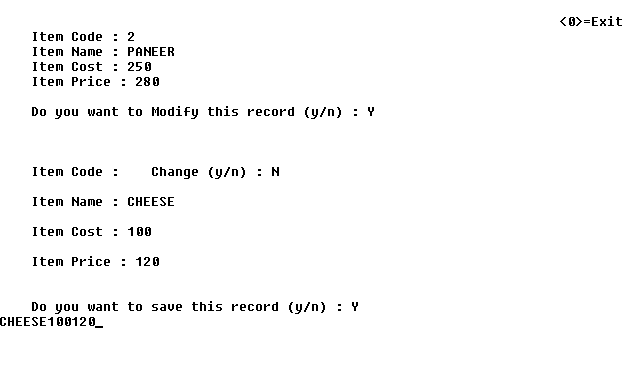 <0>=Exit
Item Code : 2
Item Name : PANEER
Item Cost : 250
Item Price : 280
Do you want to Modify this record (y/n) : Y
Item Code :    Change (y/n) : N
Item Name : CHEESE
Item Cost : 100
Item Price : 120
Do you want to save this record (y/n) : Y
CHEESE100120_